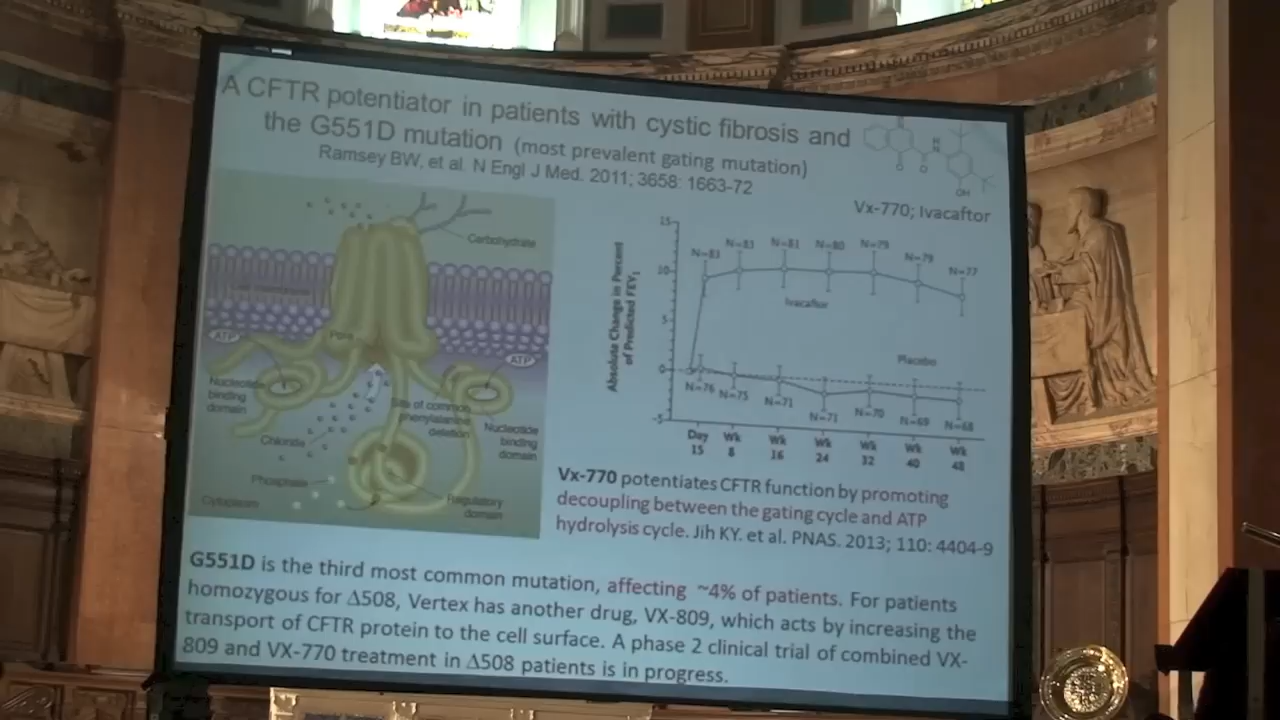 A CFTR potentiator in patients with cystic fibrosis and
the G551D mutation (most prevalent gating mutation)
Ramsey BW, et al. N Engl J Med. 2011; 3658: 1663-72
O
O
O
N
H
OH
Vx-770; Ivacaftor
Carbohydrate
Cell membrane
ATP
Pore
ATP
Nucleotide
binding
domain
Site of common
phenylalanine
deletion
Nucleotide
binding
domain
Chloride
Phosphate
Regulatory
domain
Cytoplasm
Absolute Change in Percent
of Predicted FEV1
15
10
5
0
-5
N=83
N=83
N=81
N=80
N=79
N=79
N=77
Ivacaftor
Placebo
N=76
N=75
N=71
N=71
N=70
N=69
N=68
Day
15
Wk
8
Wk
16
Wk
24
Wk
32
Wk
40
Wk
48
Vx-770 potentiates CFTR function by promoting
decoupling between the gating cycle and ATP
hydrolysis cycle. Jih KY. et al. PNAS. 2013; 110: 4404-9
G551D is the third most common mutation, affecting ~4% of patients. For patients
homozygous for Δ508, Vertex has another drug, VX-809, which acts by increasing the
transport of CFTR protein to the cell surface. A phase 2 clinical trial of combined VX-
809 and VX-770 treatment in Δ508 patients is in progress.